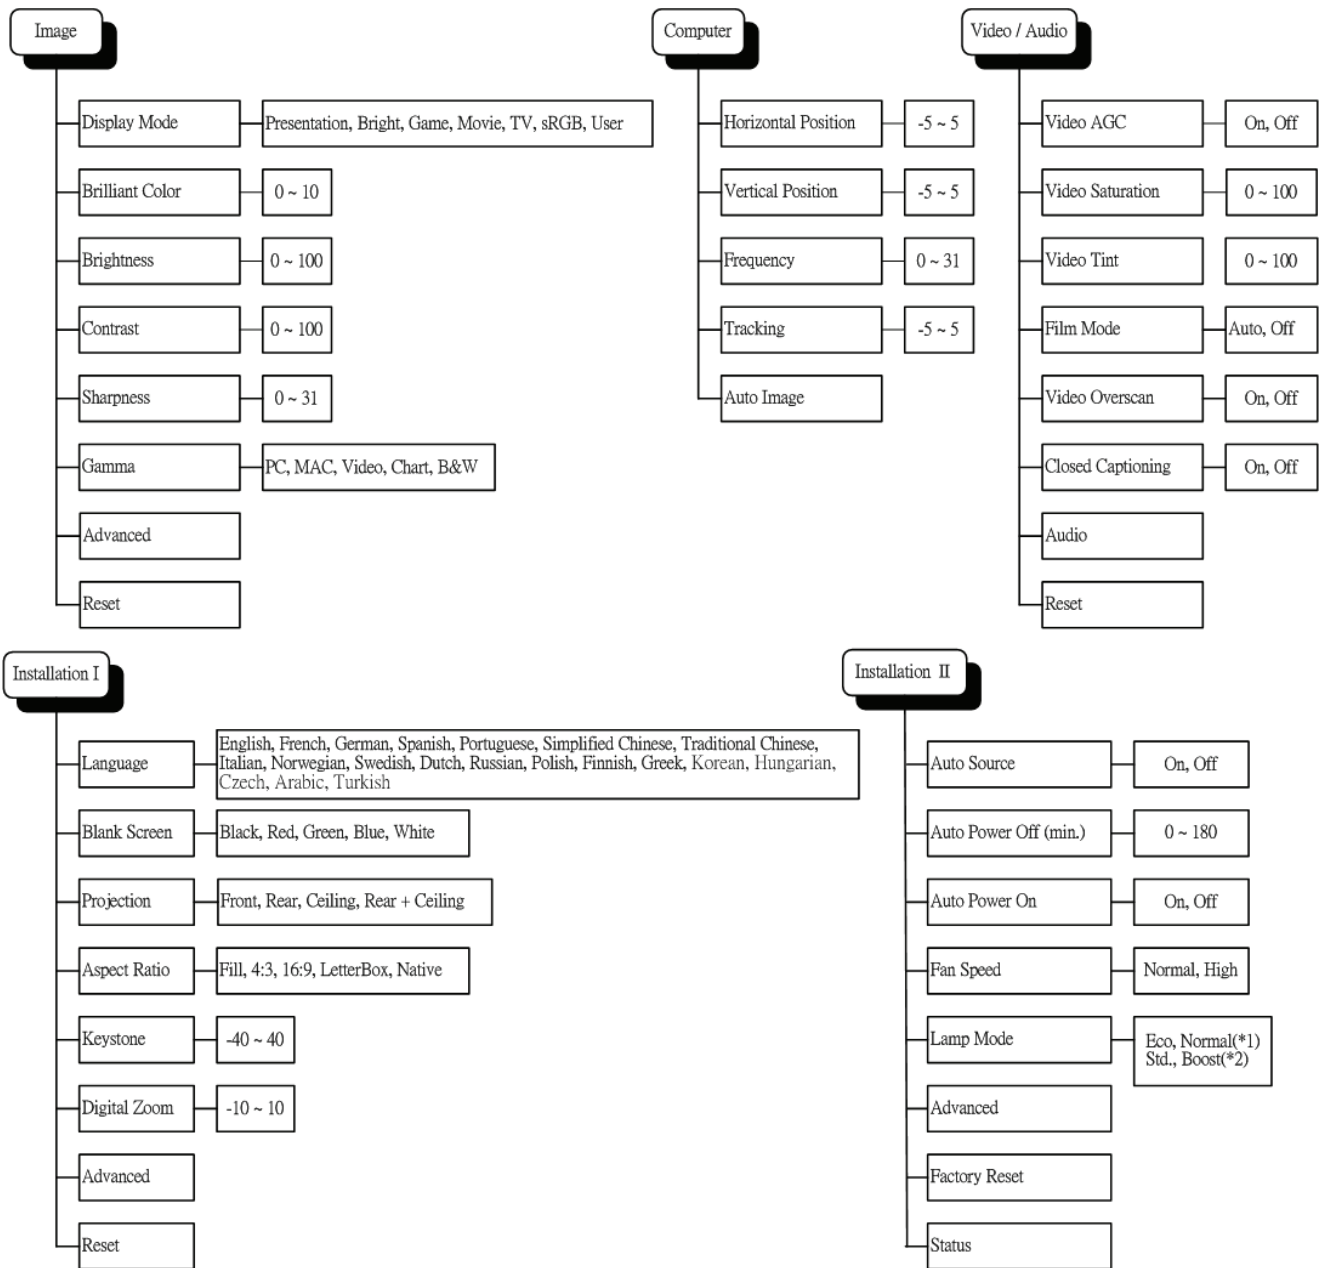 Image
Display Mode
Presentation, Bright, Game, Movie, TV, sRGB, User
Brilliant Color
0 ~ 10
Brightness
0 ~ 100
Contrast
0 ~ 100
Sharpness
0 ~ 31
Gamma
PC, MAC, Video, Chart, B&W
Advanced
Reset
Computer
Horizontal Position
-5 ~ 5
Vertical Position
-5 ~ 5
Frequency
0 ~ 31
Tracking
-5 ~ 5
Auto Image
Video / Audio
Video AGC
On, Off
Video Saturation
0 ~ 100
Video Tint
0 ~ 100
Film Mode
Auto, Off
Video Overscan
On, Off
Closed Captioning
On, Off
Audio
Reset
Installation I
Language
English, French, German, Spanish, Portuguese, Simplified Chinese, Traditional Chinese,
Italian, Norwegian, Swedish, Dutch, Russian, Polish, Finnish, Greek, Korean, Hungarian,
Czech, Arabic, Turkish
Blank Screen
Black, Red, Green, Blue, White
Projection
Front, Rear, Ceiling, Rear + Ceiling
Aspect Ratio
Fill, 4:3, 16:9, LetterBox, Native
Keystone
-40 ~ 40
Digital Zoom
-10 ~ 10
Advanced
Reset
Installation II
Auto Source
On, Off
Auto Power Off (min.)
0 ~ 180
Auto Power On
On, Off
Fan Speed
Normal, High
Lamp Mode
Eco, Normal(*1)
Std., Boost(*2)
Advanced
Factory Reset
Status